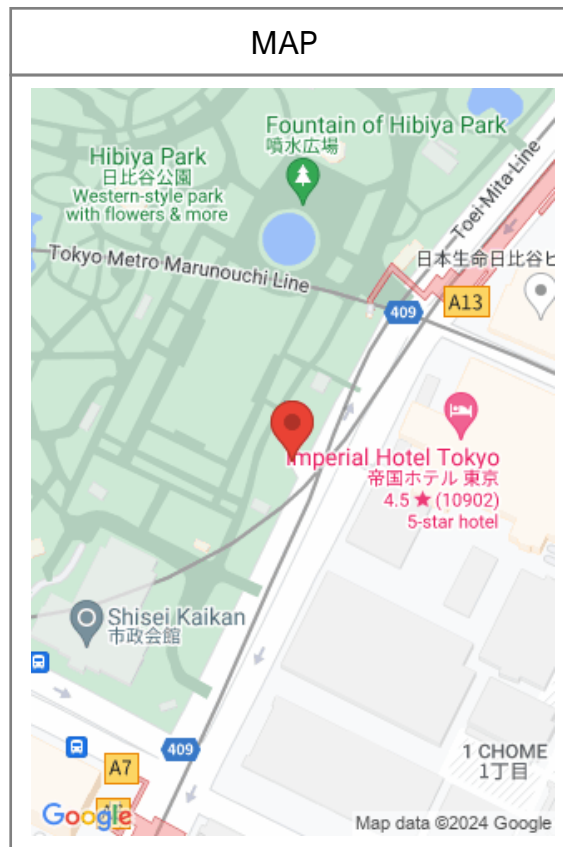 MAP
Fountain of Hibiya Park
噴水広場
Hibiya Park
日比谷公園
Western-style park
with flowers & more
Toei-Mita Line
Tokyo Metro Marunouchi Line
日本生命日比谷ビ
A13
409
Imperial Hotel Tokyo
帝国ホテル 東京
4.5 ★ (10902)
5-star hotel
Shisei Kaikan
市政会館
409
A7
1 CHOME
1丁目
Google
Map data ©2024 Google